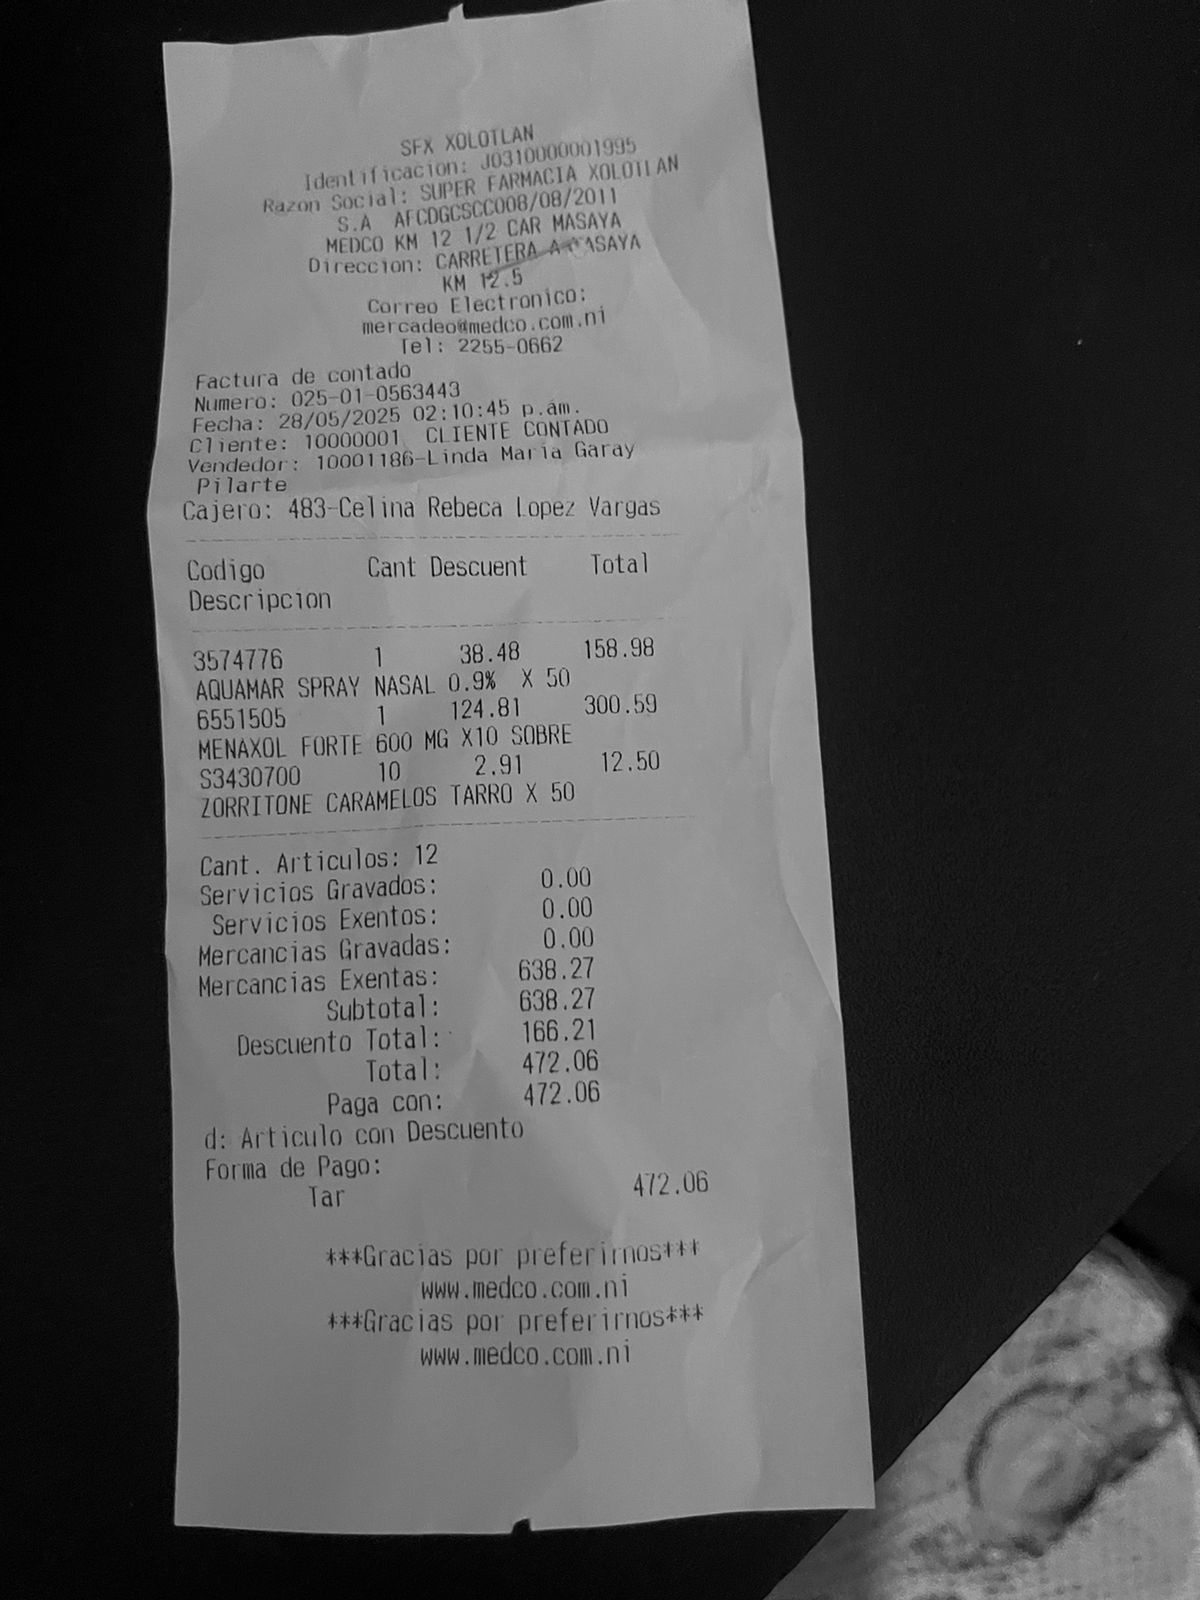 SFX XOLOTLAN
Identificacion: J0310000001995
Razon Social: SUPER FARMACIA XOLOTLAN
S.A AFCDGCSCC008/08/2011
MEDCO KM 12 1/2 CAR MASAYA
Direccion: CARRETERA A MASAYA
KM 12.5
Correo Electronico:
mercadeo@medco.com.ni
Tel: 2255-0662
Factura de contado
Numero: 025-01-0563443
Fecha: 28/05/2025 02:10:45 p.ám.
Cliente: 10000001 CLIENTE CONTADO
Vendedor: 10001186-Linda María Garay
Pilarte
Cajero: 483-Celina Rebeca Lopez Vargas
Codigo Cant Descuent Total
Descripcion
3574776 1 38.48 158.98
AQUAMAR SPRAY NASAL 0.9% X 50
6551505 1 124.81 300.59
MENAXOL FORTE 600 MG X10 SOBRE
S3430700 10 2.91 12.50
ZORRITONE CARAMELOS TARRO X 50
Cant. Articulos: 12
Servicios Gravados: 0.00
Servicios Exentos: 0.00
Mercancias Gravadas: 0.00
Mercancias Exentas: 638.27
Subtotal: 638.27
Descuento Total: 166.21
Total: 472.06
Paga con: 472.06
d: Articulo con Descuento
Forma de Pago:
Tar 472.06
***Gracias por preferirnos***
www.medco.com.ni
***Gracias por preferirnos***
www.medco.com.ni